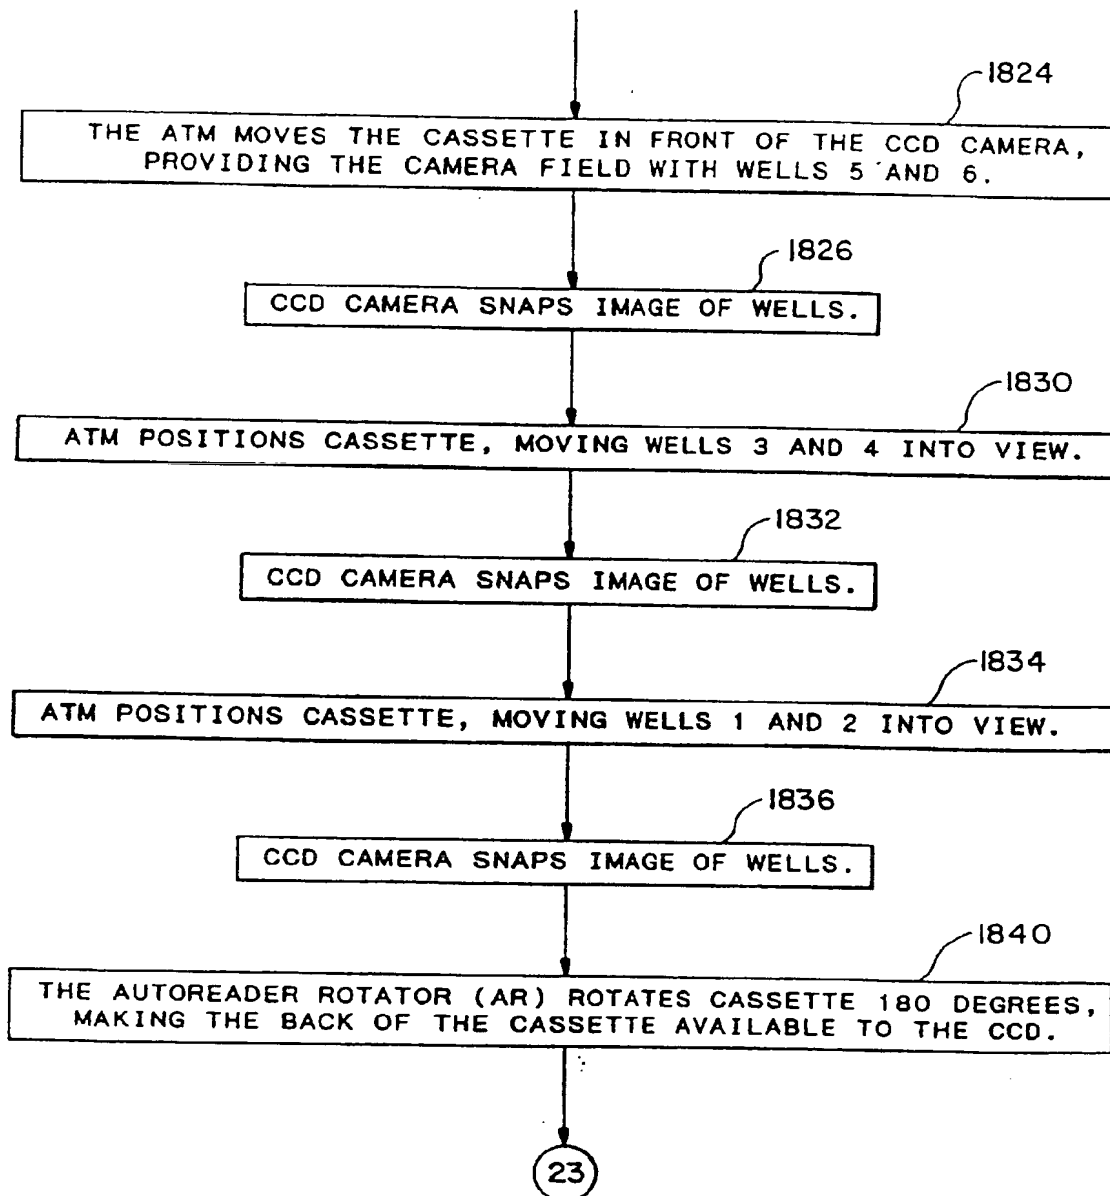 1824
THE ATM MOVES THE CASSETTE IN FRONT OF THE CCD CAMERA,
PROVIDING THE CAMERA FIELD WITH WELLS 5 AND 6.
1826
CCD CAMERA SNAPS IMAGE OF WELLS.
1830
ATM POSITIONS CASSETTE, MOVING WELLS 3 AND 4 INTO VIEW.
1832
CCD CAMERA SNAPS IMAGE OF WELLS.
1834
ATM POSITIONS CASSETTE, MOVING WELLS 1 AND 2 INTO VIEW.
1836
CCD CAMERA SNAPS IMAGE OF WELLS.
1840
THE AUTOREADER ROTATOR (AR) ROTATES CASSETTE 180 DEGREES,
MAKING THE BACK OF THE CASSETTE AVAILABLE TO THE CCD.
23